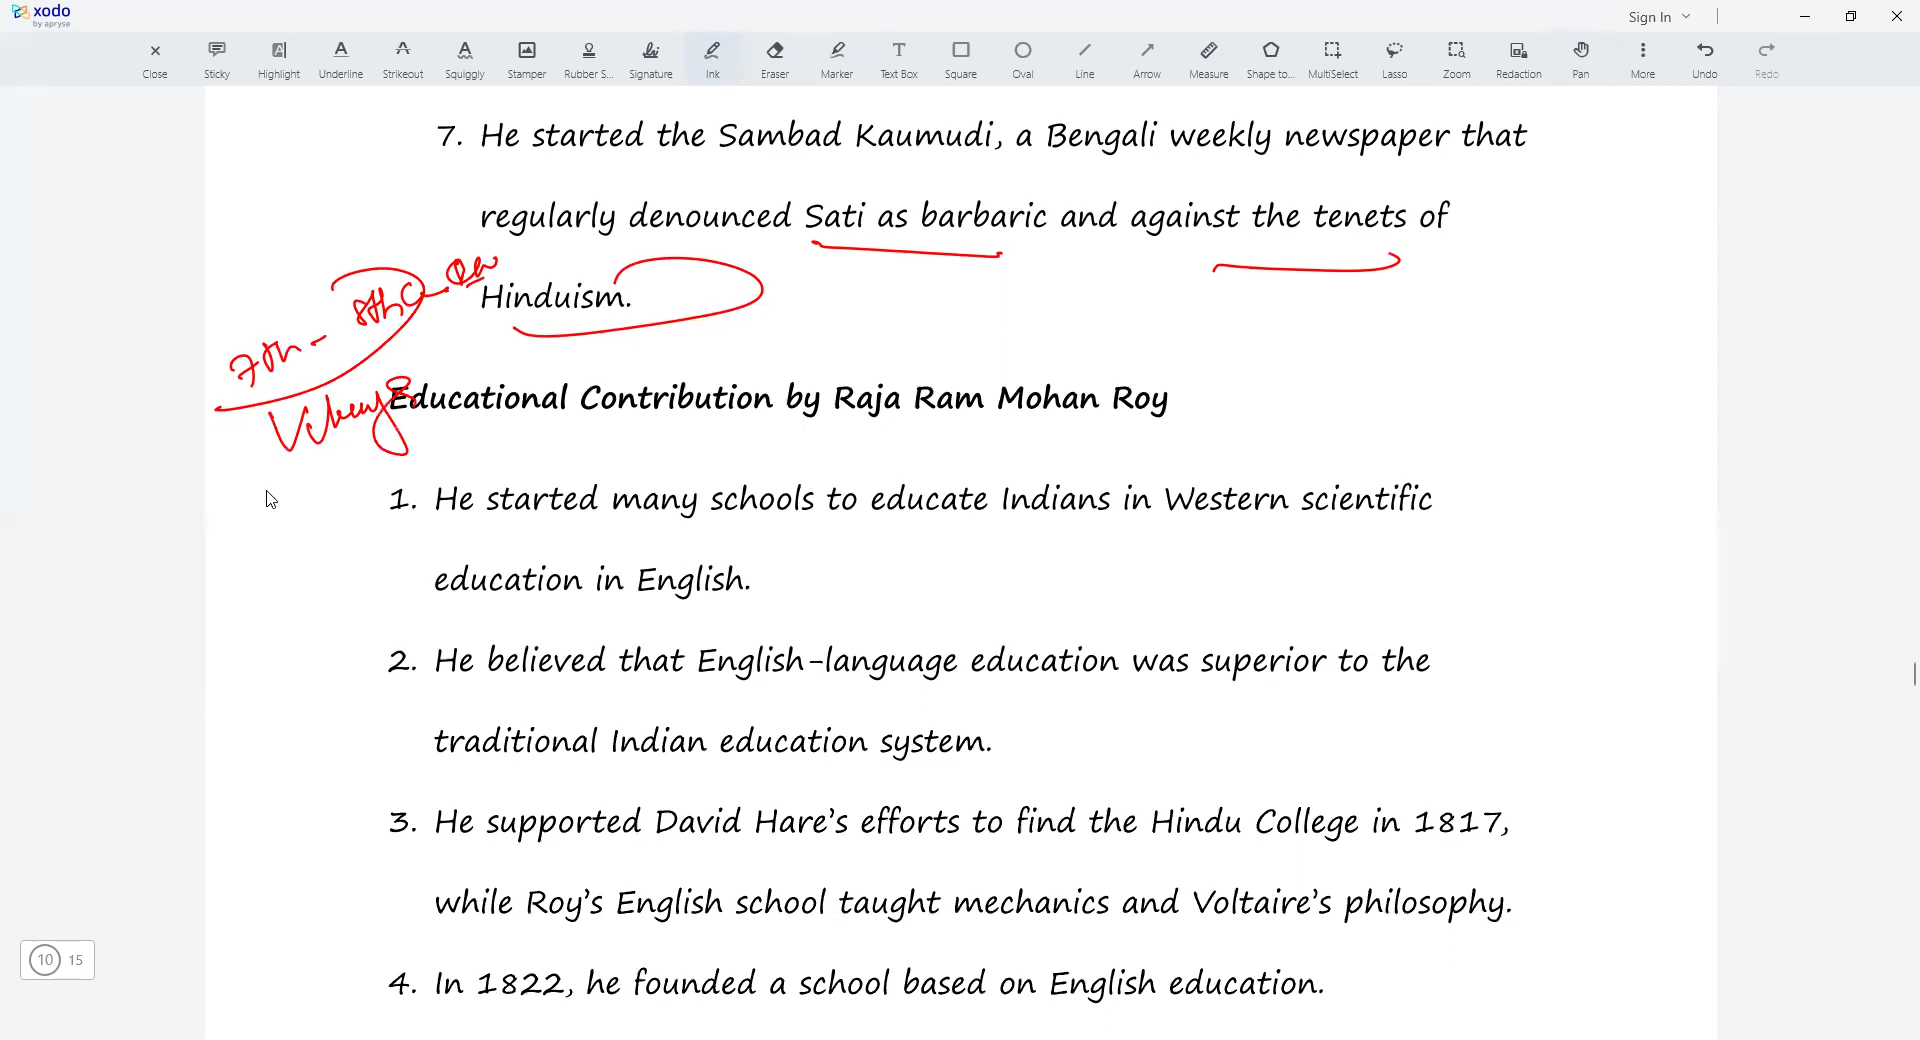 xodo
by apryse
Sign In
Close Sticky Highlight Underline Strikeout Squiggly Stamper Rubber S... Signature Ink Eraser Marker Text Box Square Oval Line Arrow Measure Shape to... MultiSelect Lasso Zoom Redaction Pan More Undo Redo
7. He started the Sambad Kaumudi, a Bengali weekly newspaper that
regularly denounced Sati as barbaric and against the tenets of
Hinduism.
7th - 8th C
Educational Contribution by Raja Ram Mohan Roy
1. He started many schools to educate Indians in Western scientific
education in English.
2. He believed that English-language education was superior to the
traditional Indian education system.
3. He supported David Hare's efforts to find the Hindu College in 1817,
while Roy's English school taught mechanics and Voltaire's philosophy.
4. In 1822, he founded a school based on English education.
10 15